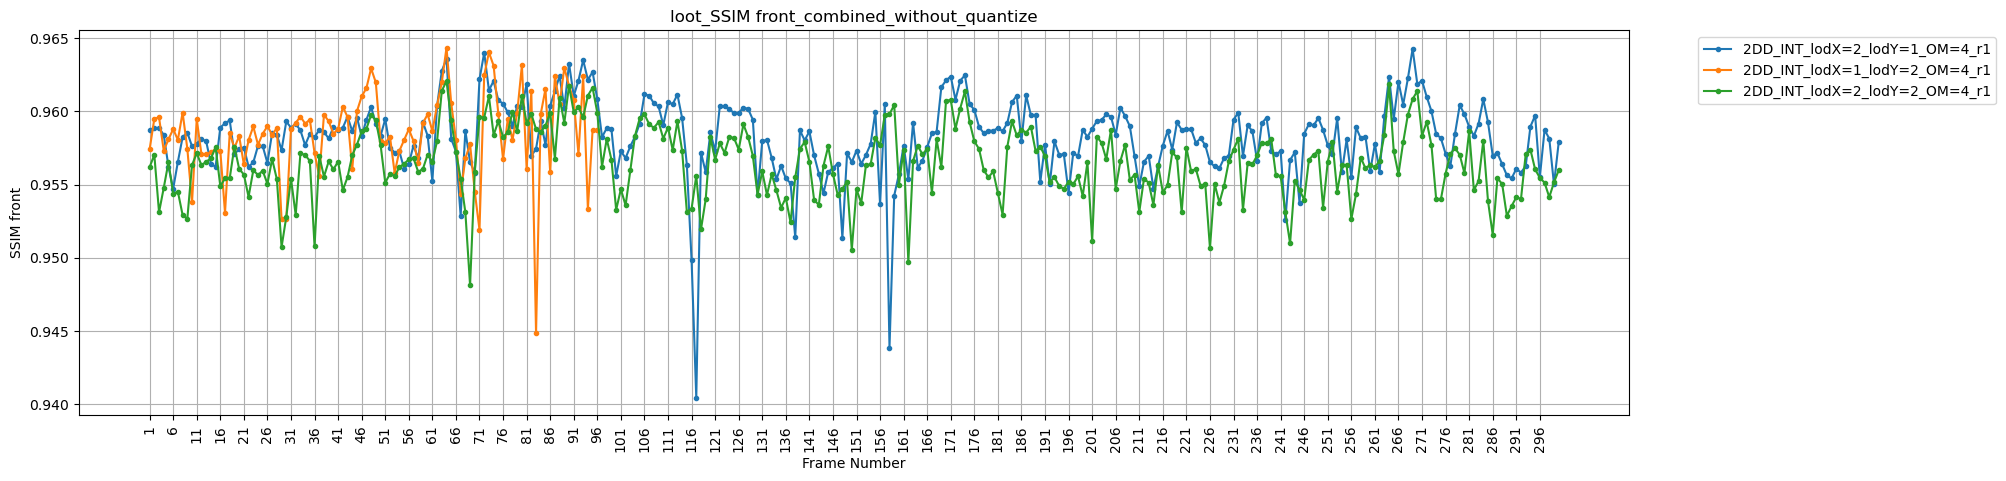 loot_SSIM front_combined_without_quantize
0.965
0.960
0.955
0.950
0.945
0.940
SSIM front
1 6 11 16 21 26 31 36 41 46 51 56 61 66 71 76 81 86 91 96 101 106 111 116 121 126 131 136 141 146 151 156 161 166 171 176 181 186 191 196 201 206 211 216 221 226 231 236 241 246 251 256 261 266 271 276 281 286 291 296
Frame Number
2DD_INT_lodX=2_lodY=1_OM=4_r1
2DD_INT_lodX=1_lodY=2_OM=4_r1
2DD_INT_lodX=2_lodY=2_OM=4_r1